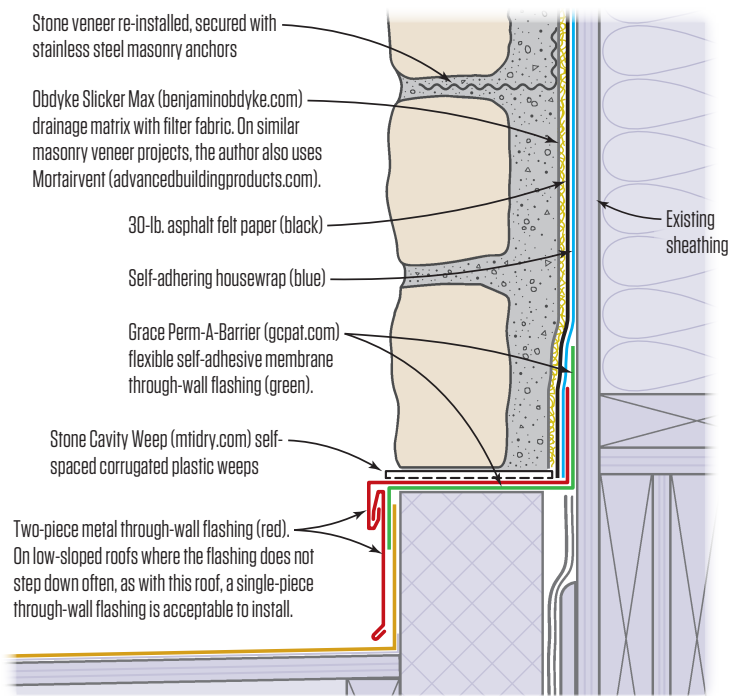 Stone veneer re-installed, secured with
stainless steel masonry anchors
Obdyke Slicker Max (benjaminobdyke.com)
drainage matrix with filter fabric. On similar
masonry veneer projects, the author also uses
Mortairvent (advancedbuildingproducts.com).
30-lb. asphalt felt paper (black)
Existing
sheathing
Self-adhering housewrap (blue)
Grace Perm-A-Barrier (gcpat.com)
flexible self-adhesive membrane
through-wall flashing (green).
Stone Cavity Weep (mtidry.com) self-
spaced corrugated plastic weeps
Two-piece metal through-wall flashing (red).
On low-sloped roofs where the flashing does not
step down often, as with this roof, a single-piece
through-wall flashing is acceptable to install.